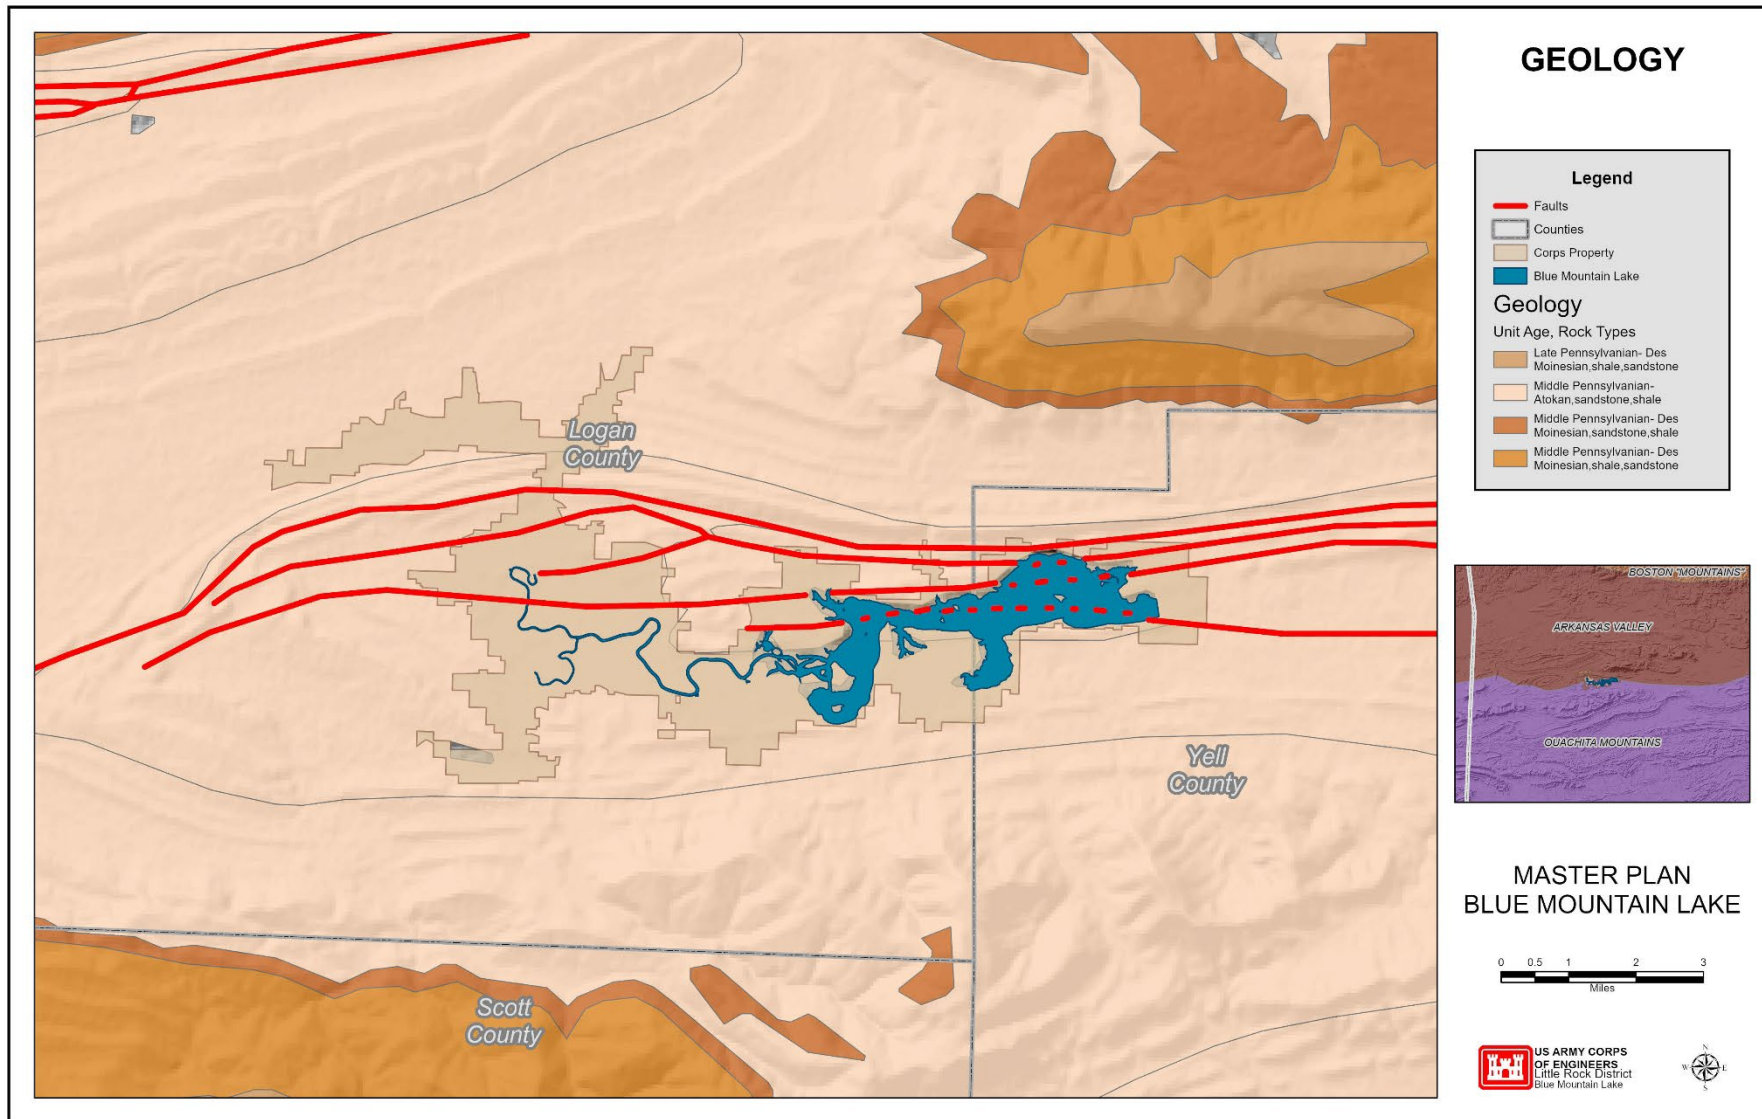 GEOLOGY
Legend
Faults
Counties
Corps Property
Blue Mountain Lake
Geology
Unit Age, Rock Types
Late Pennsylvanian- Des
Moinesian,shale,sandstone
Middle Pennsylvanian-
Atokan,sandstone,shale
Middle Pennsylvanian- Des
Moinesian,sandstone,shale
Middle Pennsylvanian- Des
Moinesian,shale,sandstone
Logan
County
Yell
County
Scott
County
BOSTON "MOUNTAINS"
ARKANSAS VALLEY
OUACHITA MOUNTAINS
MASTER PLAN
BLUE MOUNTAIN LAKE
0 0.5 1 2 3
Miles
US ARMY CORPS
OF ENGINEERS
Little Rock District
Blue Mountain Lake
N
W E
S